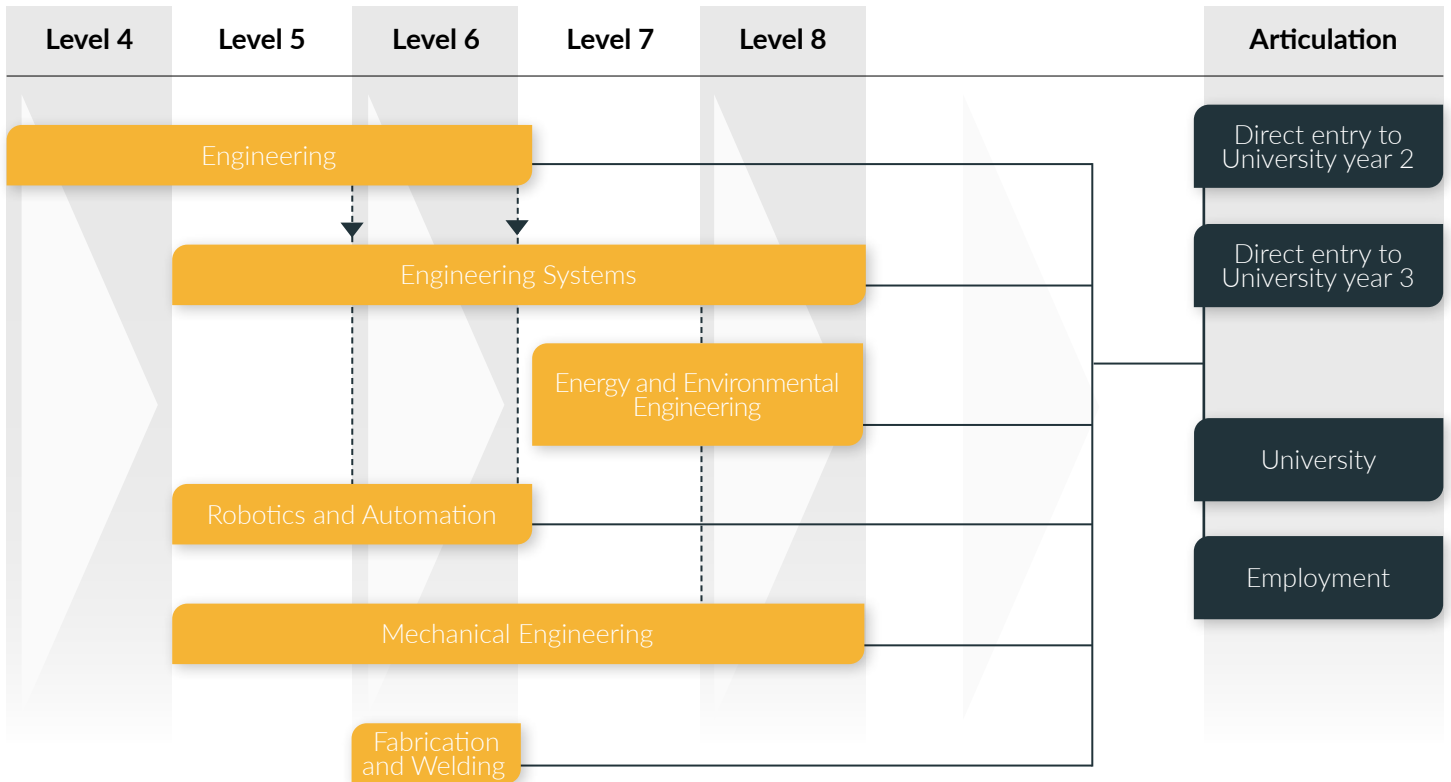 Level 4
Level 5
Level 6
Level 7
Level 8
Articulation
Engineering
Direct entry to
University year 2
Engineering Systems
Direct entry to
University year 3
Energy and Environmental
Engineering
University
Robotics and Automation
Employment
Mechanical Engineering
Fabrication
and Welding